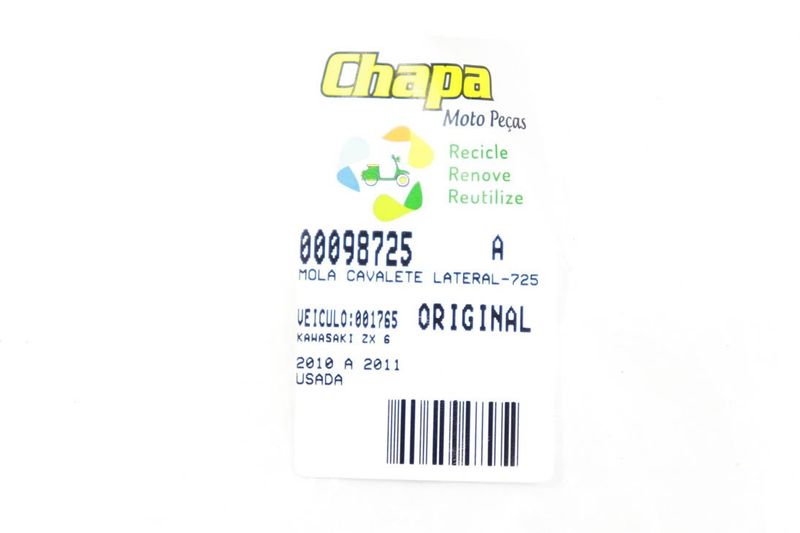 Chapa
Moto Peças
Recicle
Renove
Reutilize
00098725 A
MOLA CAVALETE LATERAL-725
VEICULO:001765 ORIGINAL
KAWASAKI ZX 6
2010 A 2011
USADA